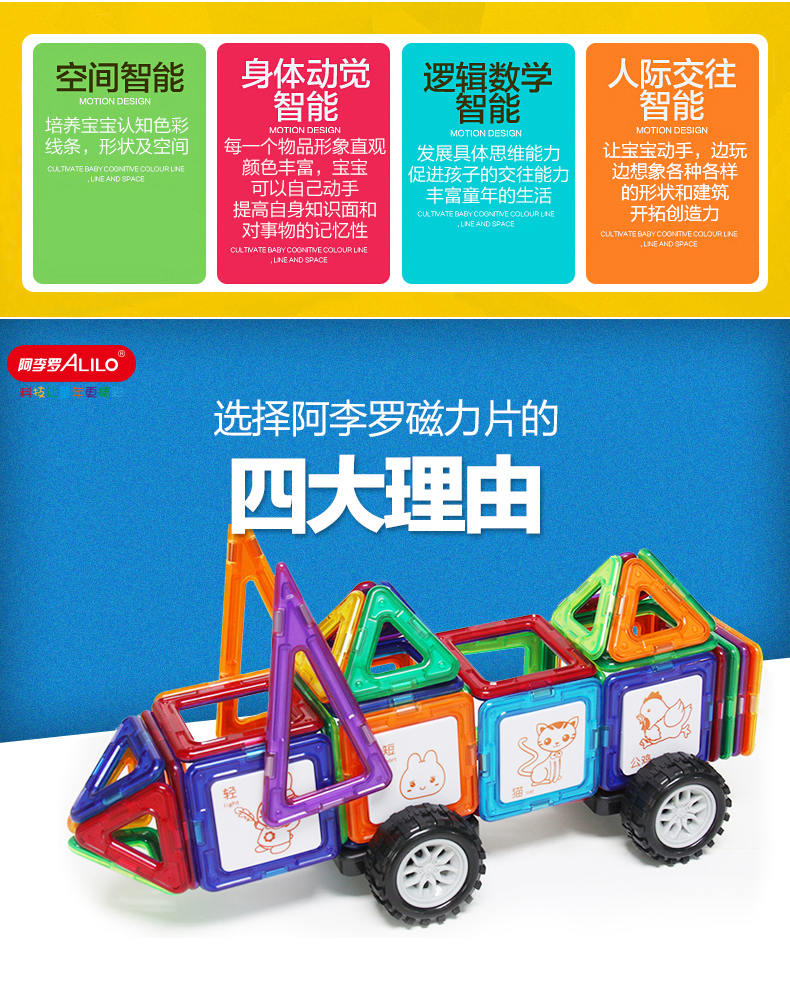 空间智能
MOTION DESIGN
培养宝宝认知色彩
线条，形状及空间
CULTIVATE BABY COGNITIVE COLOUR LINE
, LINE AND SPACE
身体动觉
智能
MOTION DESIGN
每一个物品形象直观
颜色丰富，宝宝
可以自己动手
提高自身知识面和
对事物的记忆性
CULTIVATE BABY COGNITIVE COLOUR LINE
, LINE AND SPACE
逻辑数学
智能
MOTION DESIGN
发展具体思维能力
促进孩子的交往能力
丰富童年的生活
CULTIVATE BABY COGNITIVE COLOUR LINE
, LINE AND SPACE
人际交往
智能
MOTION DESIGN
让宝宝动手，边玩
边想象各种各样
的形状和建筑
开拓创造力
CULTIVATE BABY COGNITIVE COLOUR LINE
, LINE AND SPACE
阿李罗ALILO®
选择阿李罗磁力片的
四大理由
轻
light
短
猫 cat
公鸡